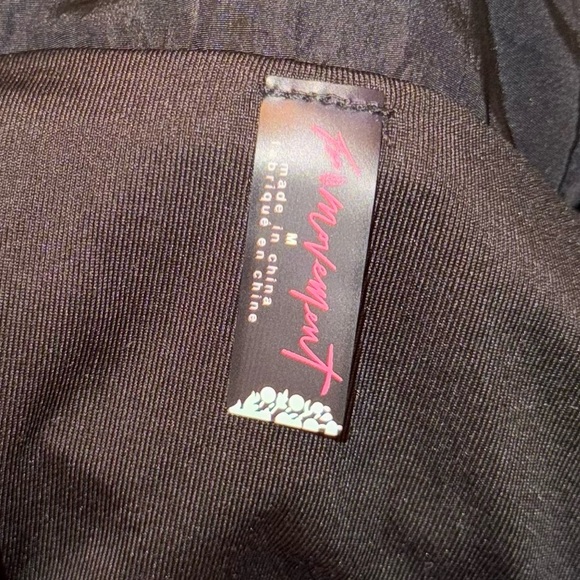 fp movement
M
made in china
fabriqué en chine